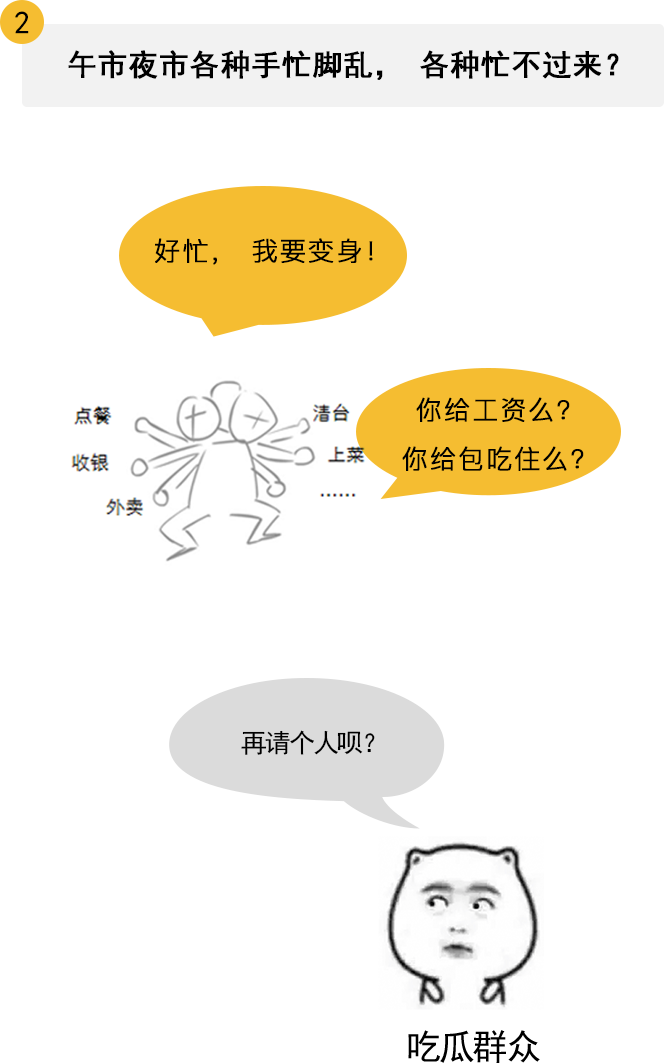 2
午市夜市各种手忙脚乱， 各种忙不过来？
好忙， 我要变身！
点餐
清台
收银
上菜
外卖
……
你给工资么？
你给包吃住么？
再请个人呗？
吃瓜群众